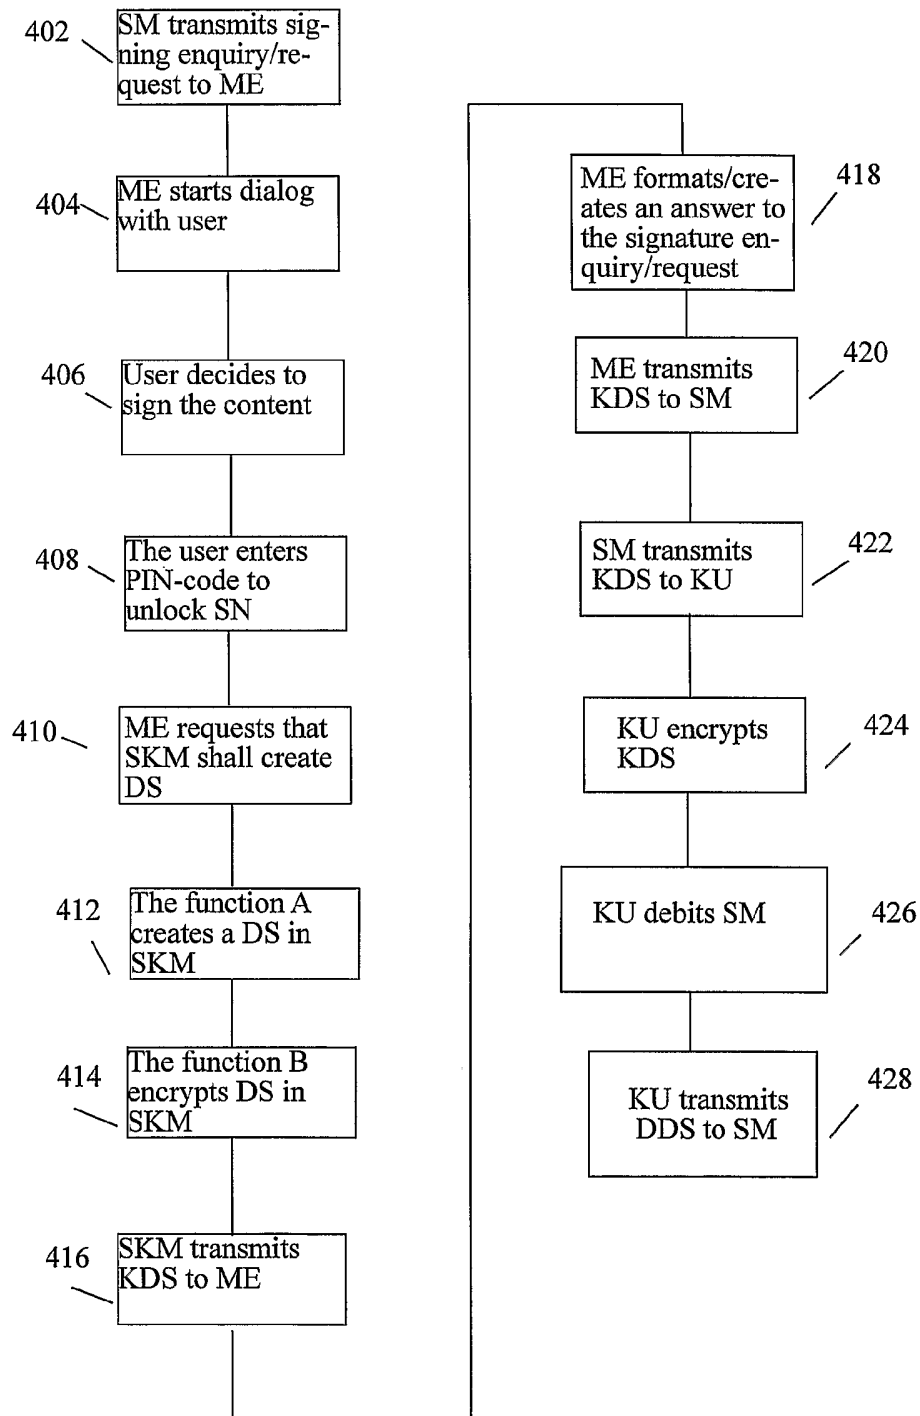 402
SM transmits sig-
ning enquiry/re-
quest to ME
404
ME starts dialog
with user
406
User decides to
sign the content
408
The user enters
PIN-code to
unlock SN
410
ME requests that
SKM shall create
DS
412
The function A
creates a DS in
SKM
414
The function B
encrypts DS in
SKM
416
SKM transmits
KDS to ME
ME formats/cre-
ates an answer to
the signature en-
quiry/request
418
ME transmits
KDS to SM
420
SM transmits
KDS to KU
422
KU encrypts
KDS
424
KU debits SM
426
KU transmits
DDS to SM
428